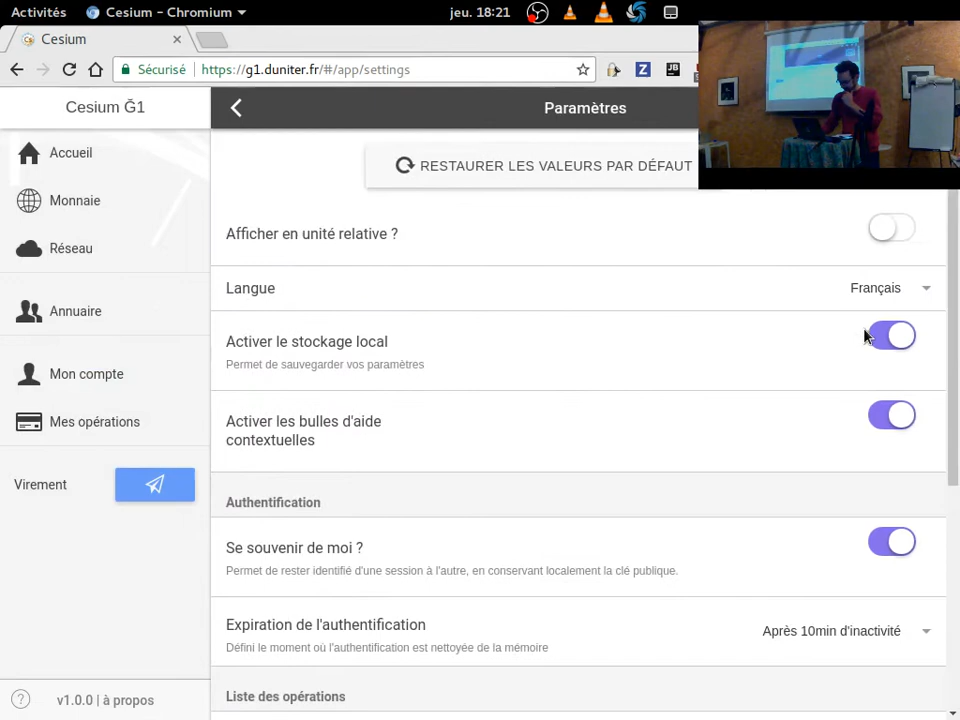 Activités
Cesium - Chromium
jeu. 18:21
Cesium
Sécurisé
https://g1.duniter.fr/#/app/settings
Z
JB
Cesium Ğ1
Paramètres
Accueil
Monnaie
Réseau
Annuaire
Mon compte
Mes opérations
Virement
RESTAURER LES VALEURS PAR DÉFAUT
Afficher en unité relative ?
Langue
Français
Activer le stockage local
Permet de sauvegarder vos paramètres
Activer les bulles d'aide
contextuelles
Authentification
Se souvenir de moi ?
Permet de rester identifié d'une session à l'autre, en conservant localement la clé publique.
Expiration de l'authentification
Après 10min d'inactivité
Défini le moment où l'authentification est nettoyée de la mémoire
Liste des opérations
? v1.0.0 | à propos